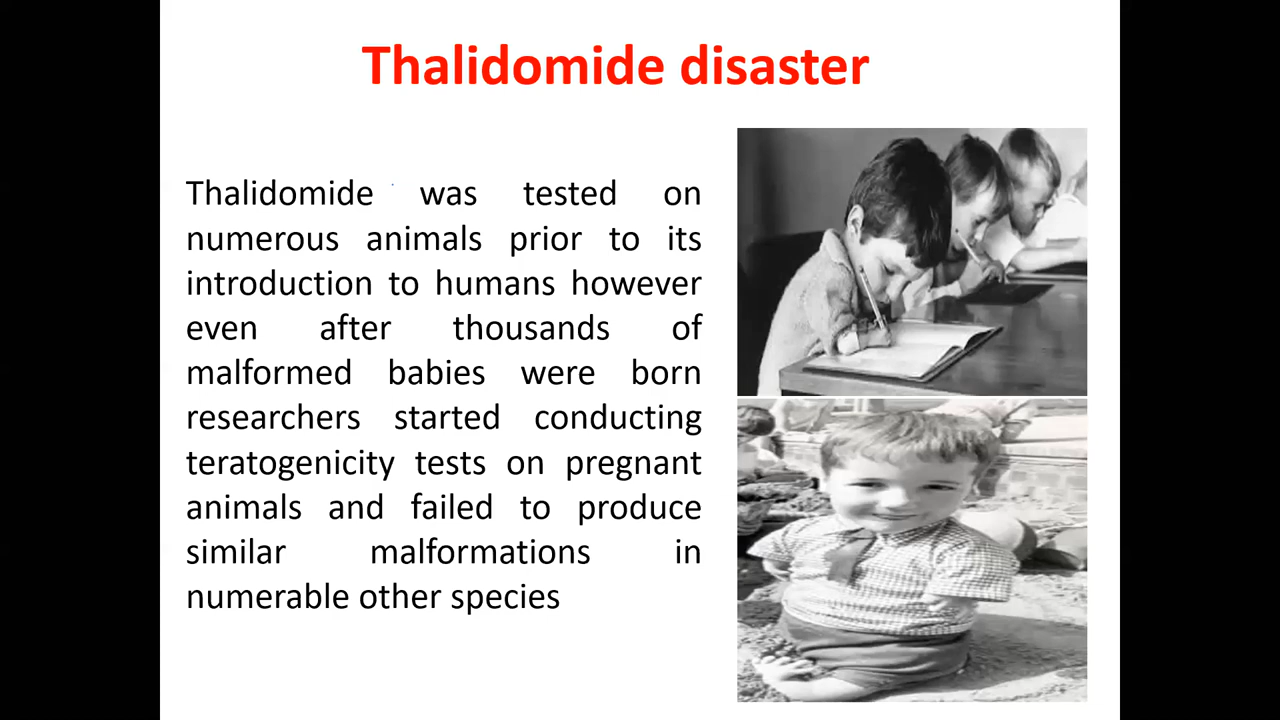 Thalidomide disaster
Thalidomide was tested on
numerous animals prior to its
introduction to humans however
even after thousands of
malformed babies were born
researchers started conducting
teratogenicity tests on pregnant
animals and failed to produce
similar malformations in
numerable other species